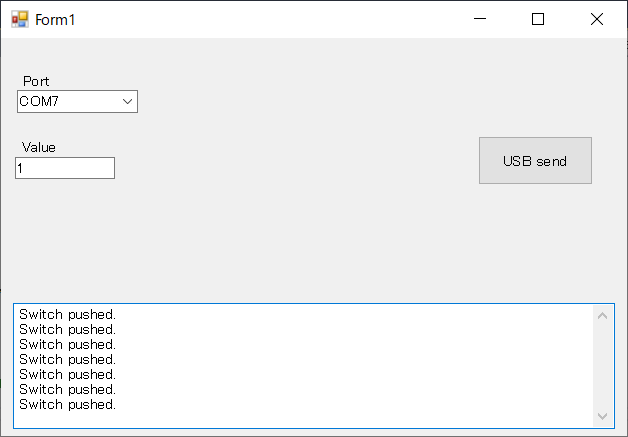 Form1
Port
COM7
Value
1
USB send
Switch pushed.
Switch pushed.
Switch pushed.
Switch pushed.
Switch pushed.
Switch pushed.
Switch pushed.